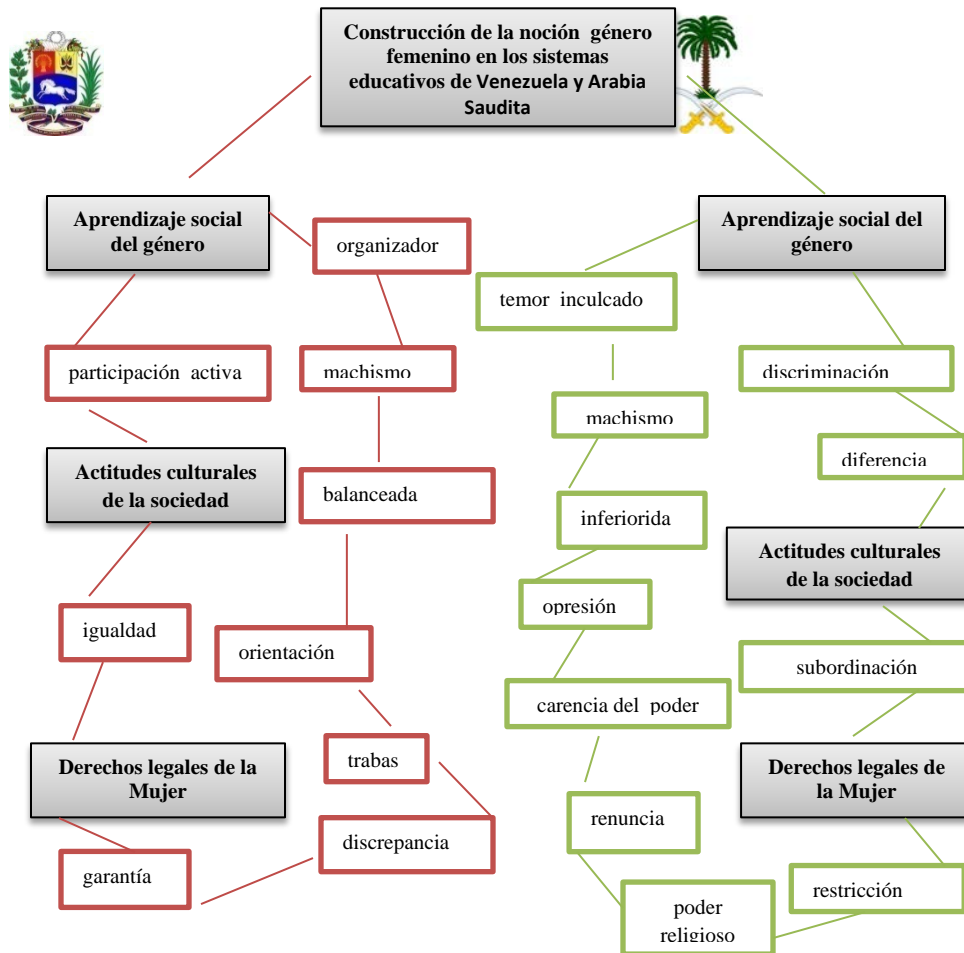 Construcción de la noción género
femenino en los sistemas
educativos de Venezuela y Arabia
Saudita
Aprendizaje social
del género
organizador
participación activa
machismo
Actitudes culturales
de la sociedad
balanceada
igualdad
orientación
Derechos legales de la
Mujer
trabas
discrepancia
garantía
Aprendizaje social del
género
temor inculcado
discriminación
machismo
diferencia
inferiorida
Actitudes culturales
de la sociedad
opresión
subordinación
carencia del poder
Derechos legales de
la Mujer
renuncia
restricción
poder
religioso